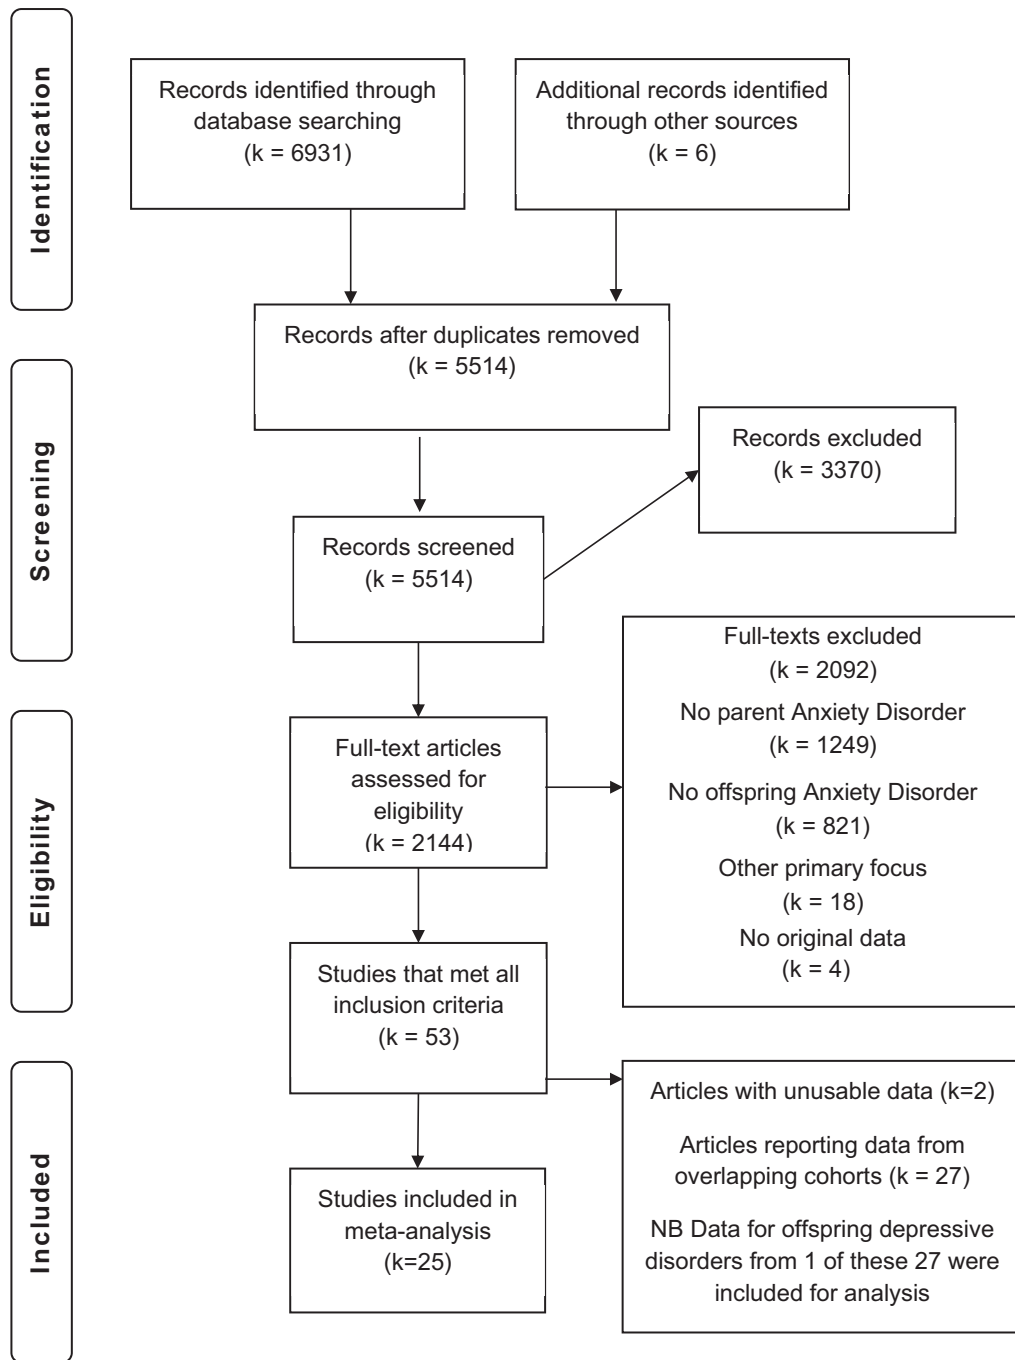 Identification
Records identified through
database searching
(k = 6931)
Additional records identified
through other sources
(k = 6)
Records after duplicates removed
(k = 5514)
Screening
Records excluded
(k = 3370)
Records screened
(k = 5514)
Eligibility
Full-text articles
assessed for
eligibility
(k = 2144)
Full-texts excluded
(k = 2092)
No parent Anxiety Disorder
(k = 1249)
No offspring Anxiety Disorder
(k = 821)
Other primary focus
(k = 18)
No original data
(k = 4)
Studies that met all
inclusion criteria
(k = 53)
Included
Articles with unusable data (k=2)
Articles reporting data from
overlapping cohorts (k = 27)
NB Data for offspring depressive
disorders from 1 of these 27 were
included for analysis
Studies included in
meta-analysis
(k=25)